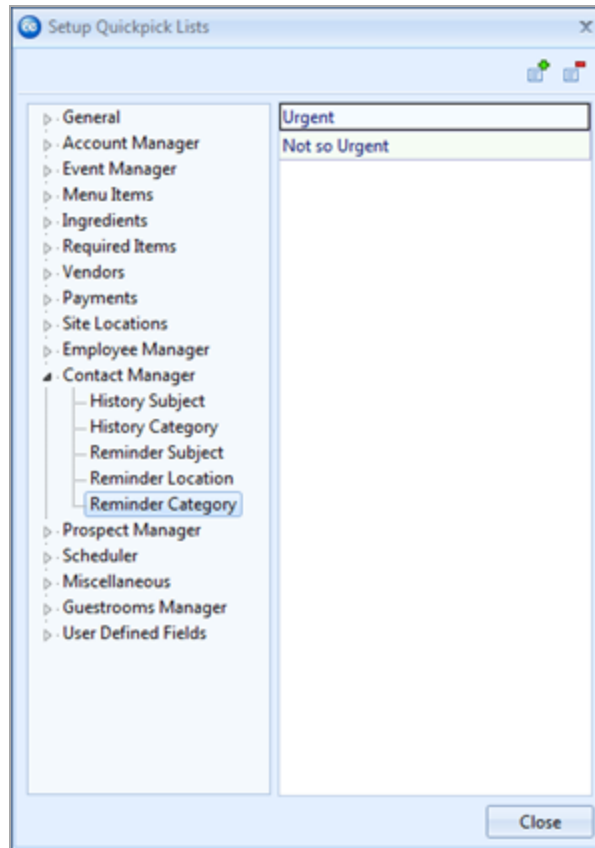 Setup Quickpick Lists
General
Account Manager
Event Manager
Menu Items
Ingredients
Required Items
Vendors
Payments
Site Locations
Employee Manager
Contact Manager
History Subject
History Category
Reminder Subject
Reminder Location
Reminder Category
Prospect Manager
Scheduler
Miscellaneous
Guestrooms Manager
User Defined Fields
Urgent
Not so Urgent
Close